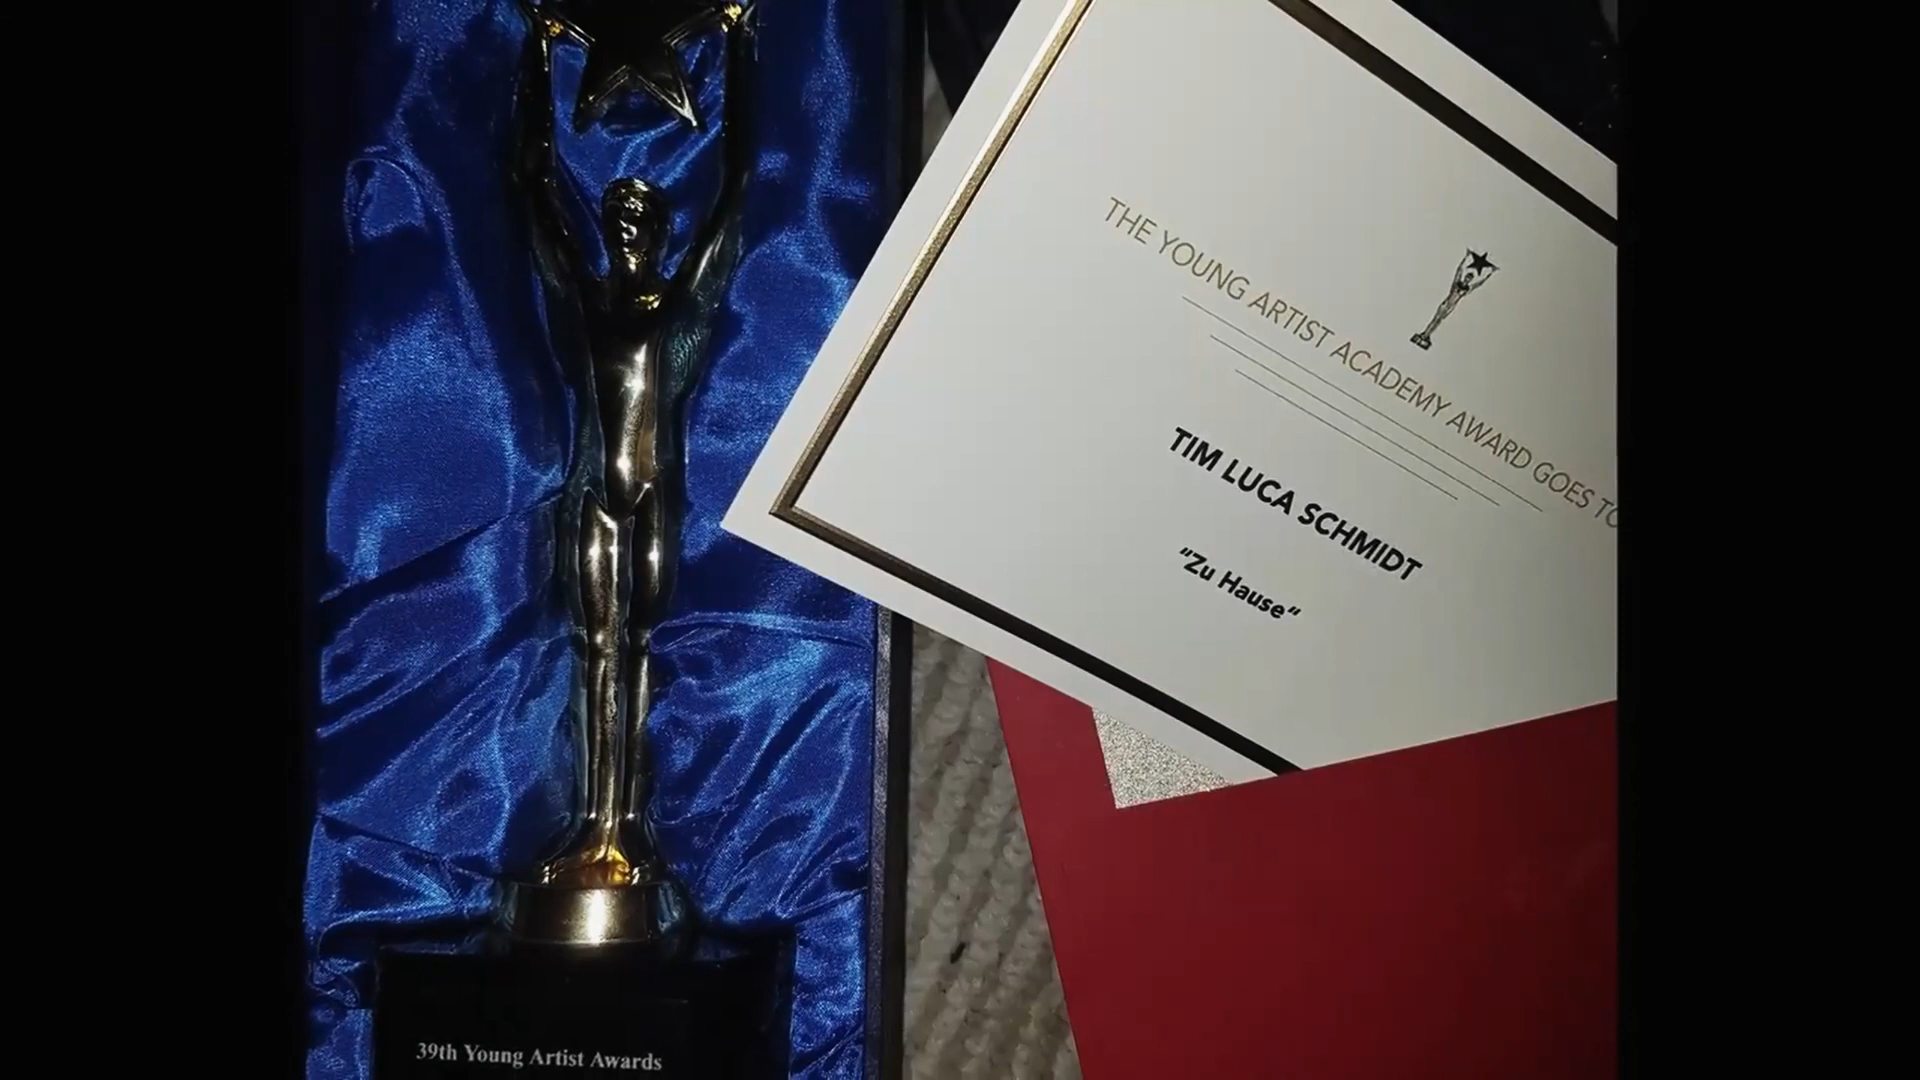 THE YOUNG ARTIST ACADEMY AWARD GOES TO
TIM LUCA SCHMIDT
“Zu Hause“
39th Young Artist Awards